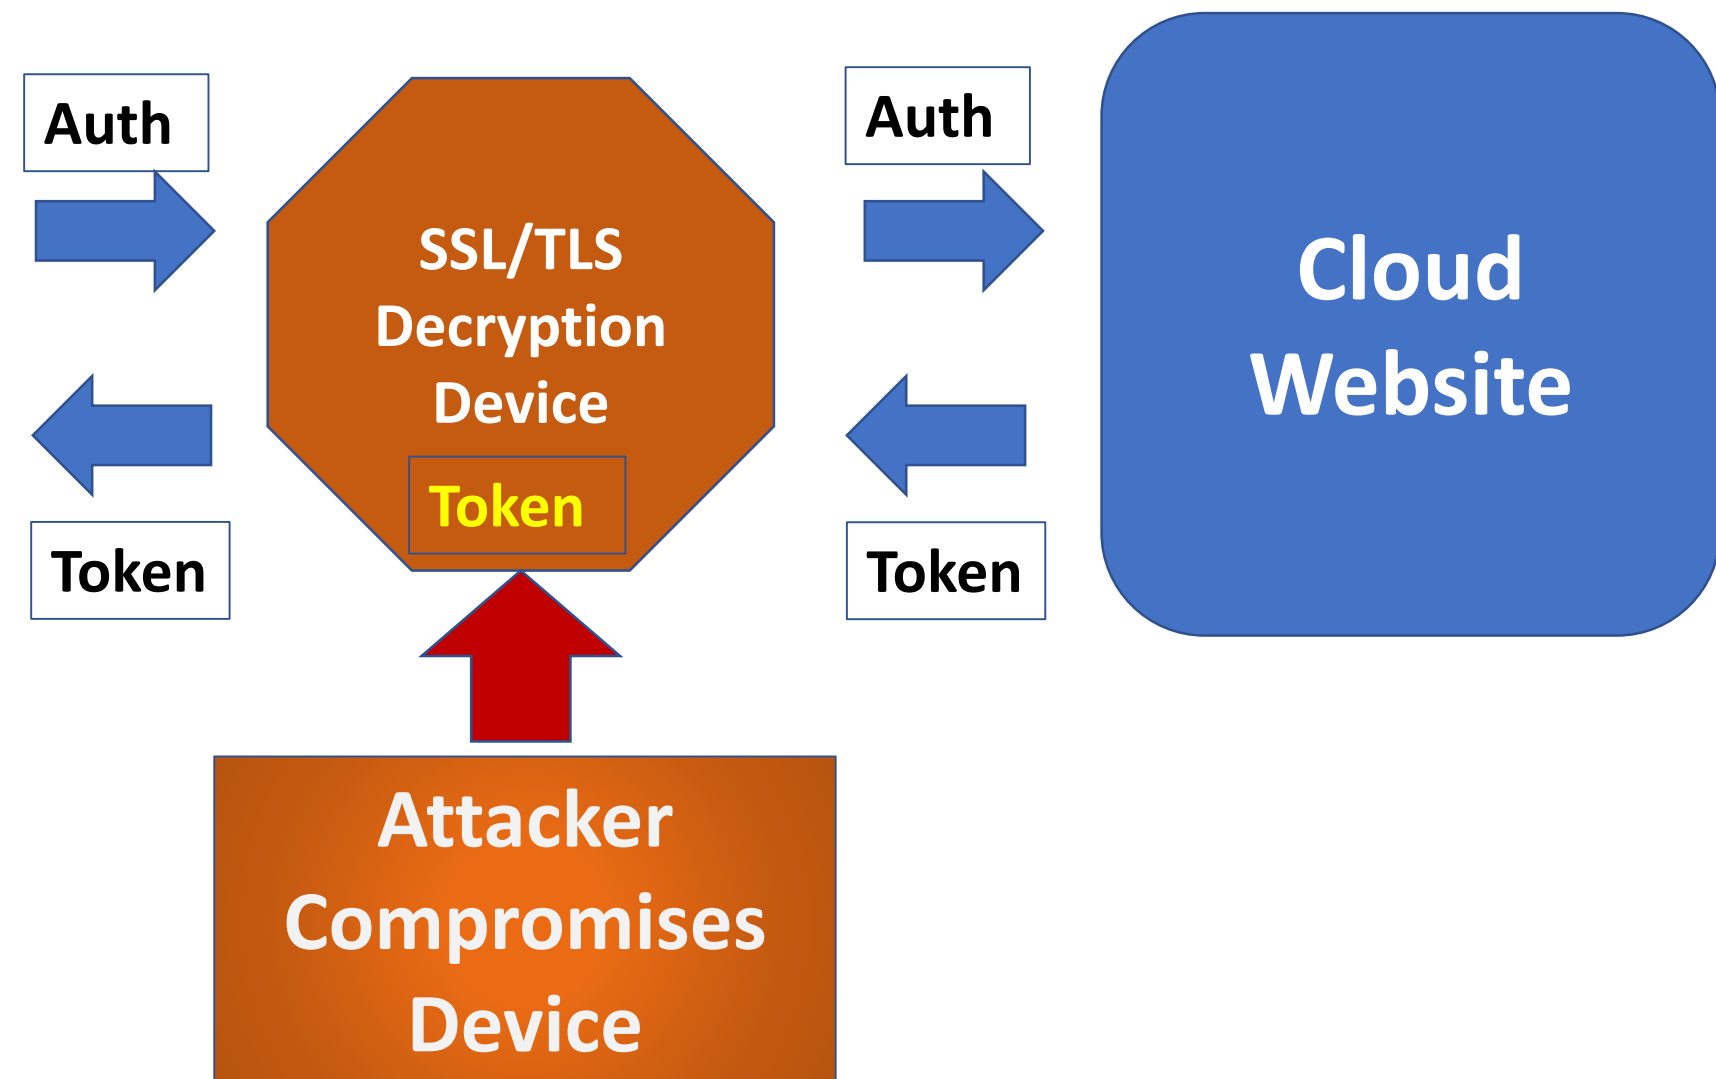 Auth
Auth
SSL/TLS
Decryption
Device
Token
Cloud
Website
Token
Token
Attacker
Compromises
Device